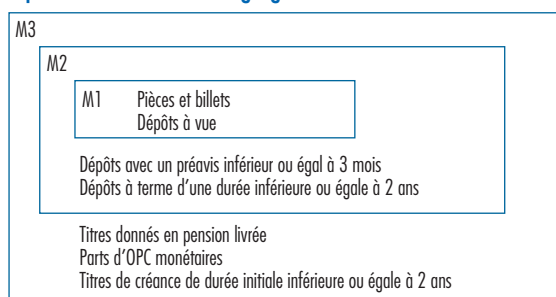 M3
M2
M1 Pièces et billets
Dépôts à vue
Dépôts avec un préavis inférieur ou égal à 3 mois
Dépôts à terme d'une durée inférieure ou égale à 2 ans
Titres donnés en pension livrée
Parts d'OPC monétaires
Titres de créance de durée initiale inférieure ou égale à 2 ans